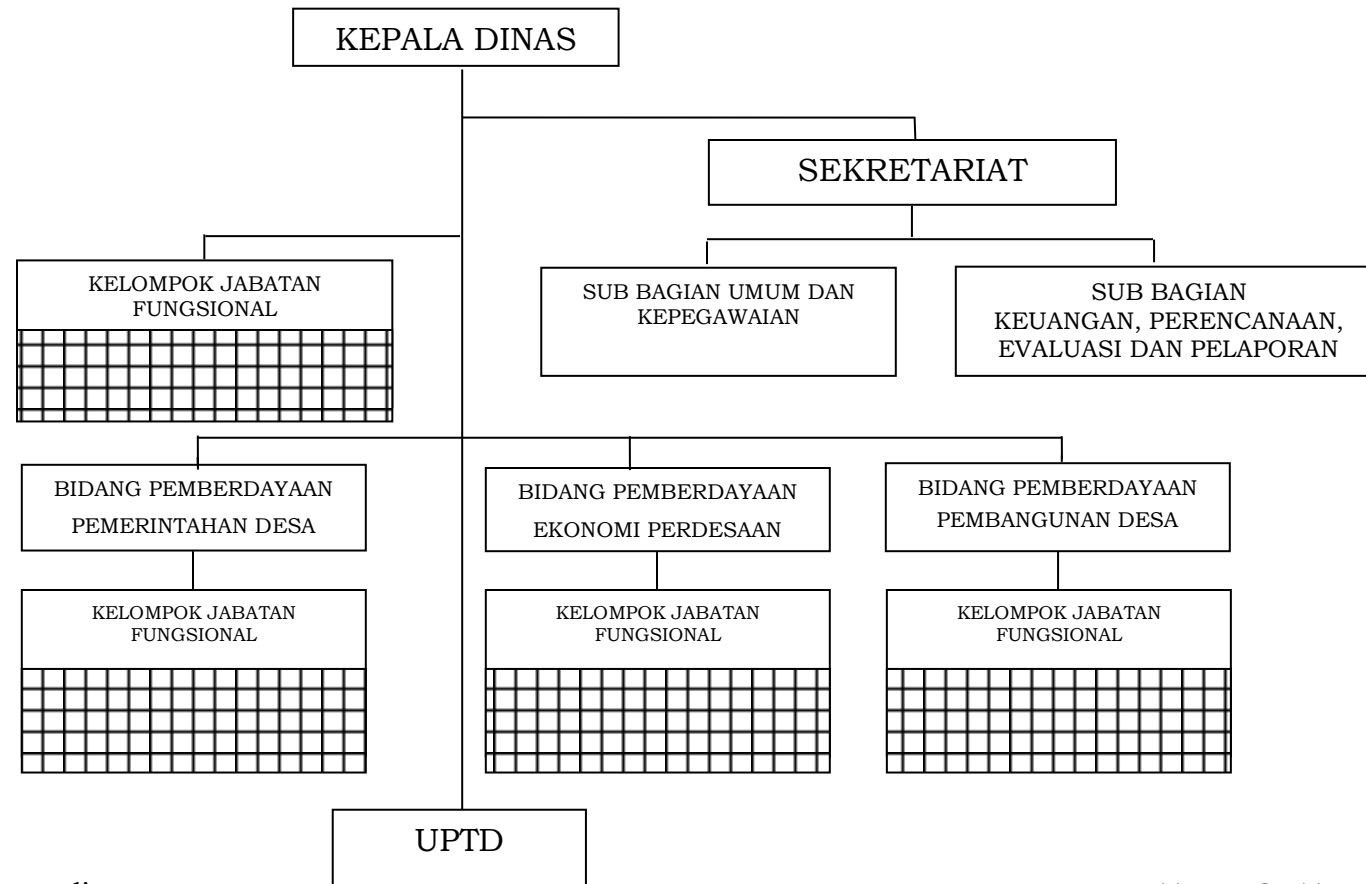 KEPALA DINAS
SEKRETARIAT
KELOMPOK JABATAN
FUNGSIONAL
SUB BAGIAN UMUM DAN
KEPEGAWAIAN
SUB BAGIAN
KEUANGAN, PERENCANAAN,
EVALUASI DAN PELAPORAN
BIDANG PEMBERDAYAAN
PEMERINTAHAN DESA
BIDANG PEMBERDAYAAN
EKONOMI PERDESAAN
BIDANG PEMBERDAYAAN
PEMBANGUNAN DESA
KELOMPOK JABATAN
FUNGSIONAL
KELOMPOK JABATAN
FUNGSIONAL
KELOMPOK JABATAN
FUNGSIONAL
UPTD